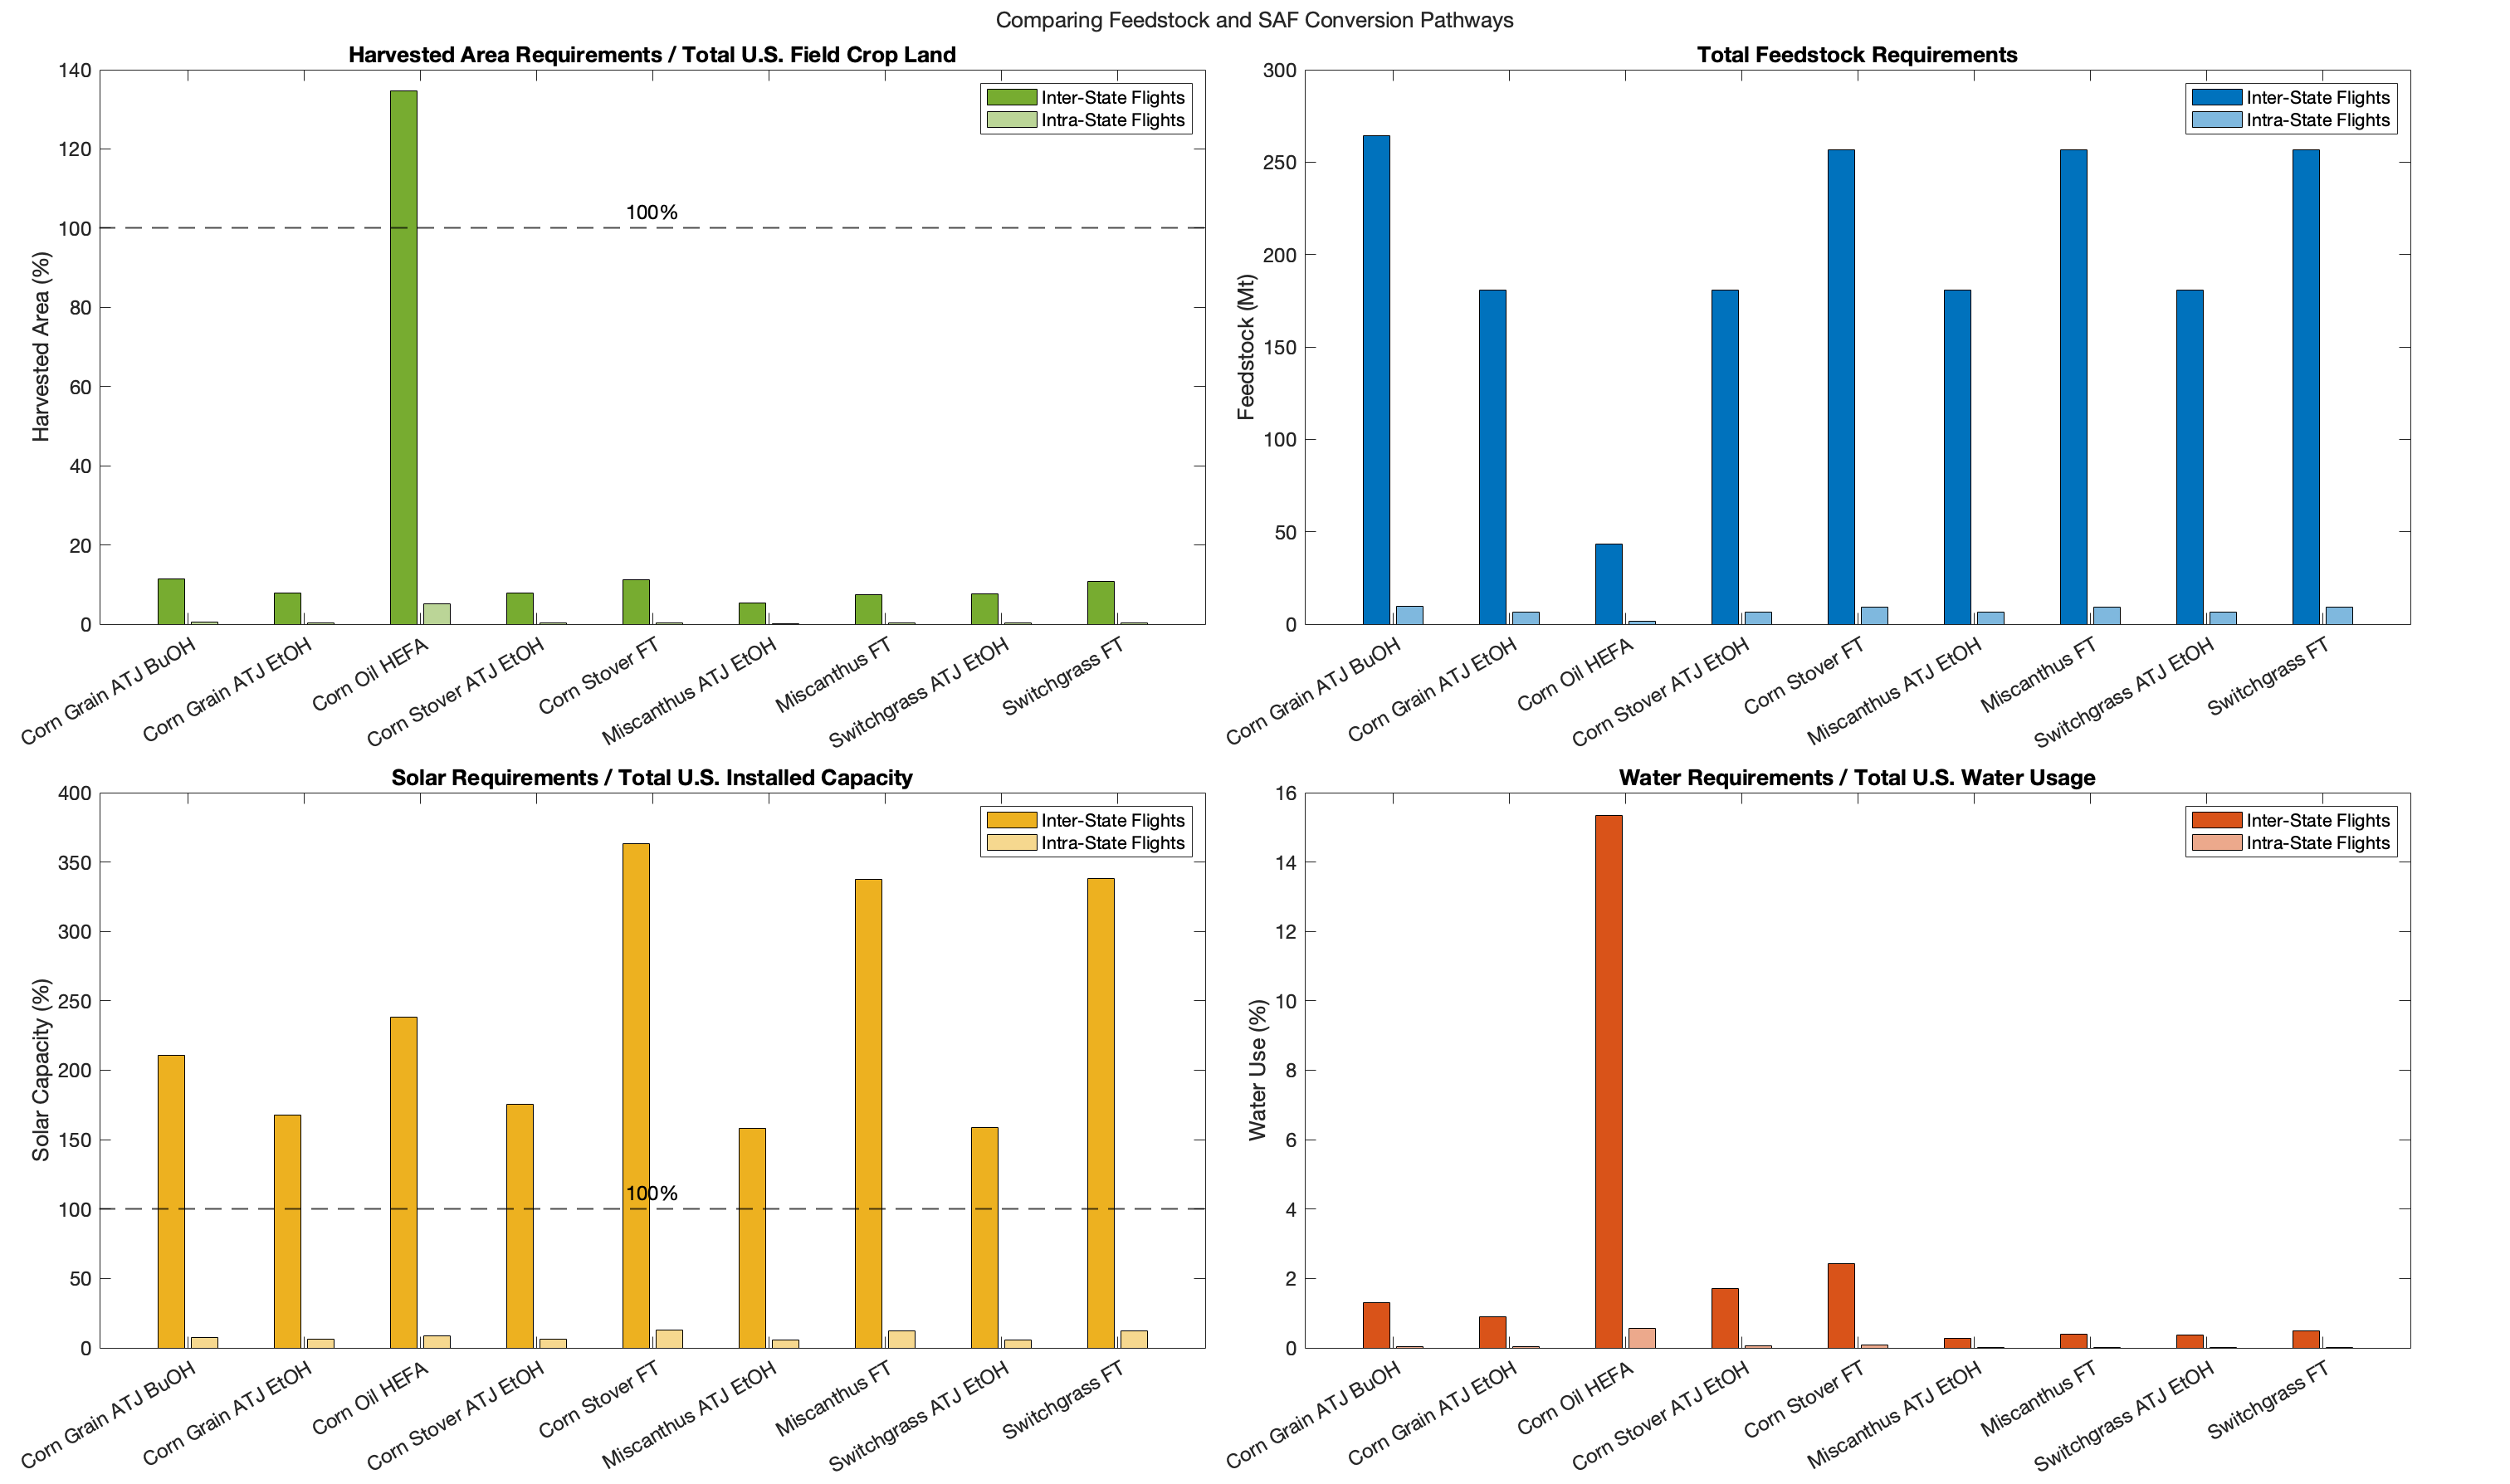 Comparing Feedstock and SAF Conversion Pathways
Harvested Area Requirements / Total U.S. Field Crop Land
Harvested Area (%)
140
120
100
80
60
40
20
0
100%
Inter-State Flights
Intra-State Flights
Corn Grain ATJ BuOH
Corn Grain ATJ EtOH
Corn Oil HEFA
Corn Stover ATJ EtOH
Corn Stover FT
Miscanthus ATJ EtOH
Miscanthus FT
Switchgrass ATJ EtOH
Switchgrass FT
Total Feedstock Requirements
Feedstock (Mt)
300
250
200
150
100
50
0
Inter-State Flights
Intra-State Flights
Corn Grain ATJ BuOH
Corn Grain ATJ EtOH
Corn Oil HEFA
Corn Stover ATJ EtOH
Corn Stover FT
Miscanthus ATJ EtOH
Miscanthus FT
Switchgrass ATJ EtOH
Switchgrass FT
Solar Requirements / Total U.S. Installed Capacity
Solar Capacity (%)
400
350
300
250
200
150
100
50
0
100%
Inter-State Flights
Intra-State Flights
Corn Grain ATJ BuOH
Corn Grain ATJ EtOH
Corn Oil HEFA
Corn Stover ATJ EtOH
Corn Stover FT
Miscanthus ATJ EtOH
Miscanthus FT
Switchgrass ATJ EtOH
Switchgrass FT
Water Requirements / Total U.S. Water Usage
Water Use (%)
16
14
12
10
8
6
4
2
0
Inter-State Flights
Intra-State Flights
Corn Grain ATJ BuOH
Corn Grain ATJ EtOH
Corn Oil HEFA
Corn Stover ATJ EtOH
Corn Stover FT
Miscanthus ATJ EtOH
Miscanthus FT
Switchgrass ATJ EtOH
Switchgrass FT